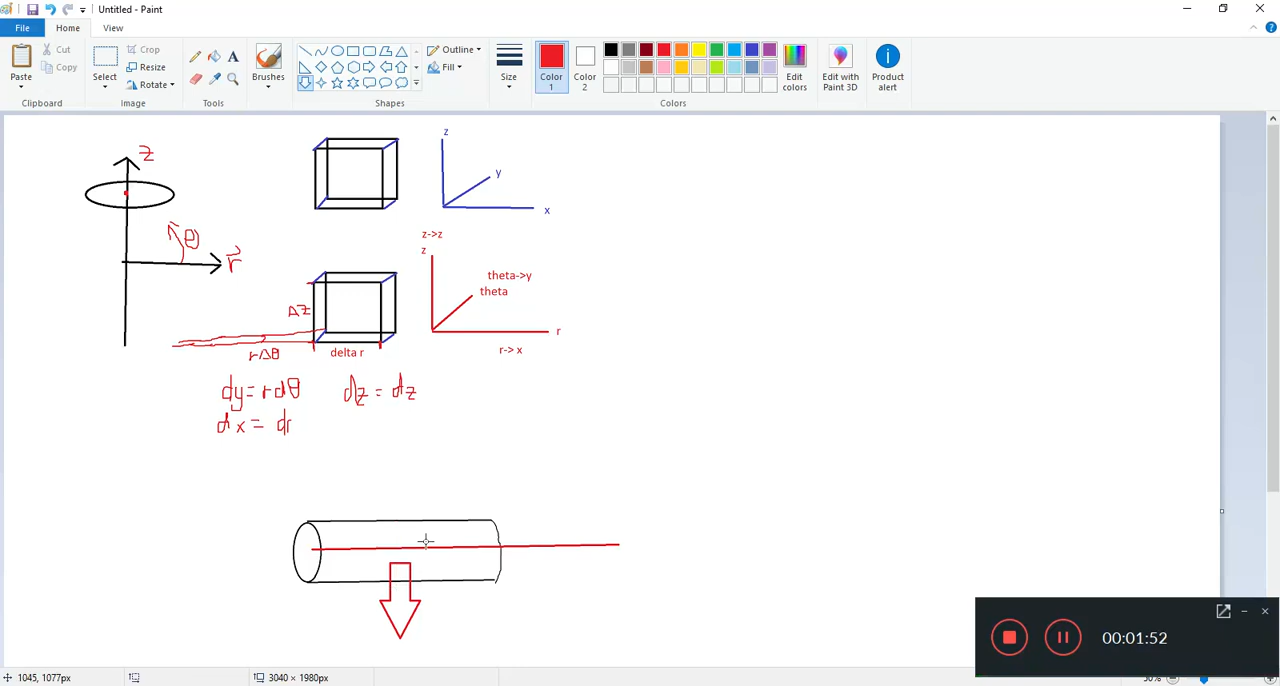 Untitled - Paint
File
Home
View
Paste
Cut
Copy
Clipboard
Select
Crop
Resize
Rotate
Image
Tools
Brushes
Shapes
Outline
Fill
Size
Color 1
Color 2
Edit colors
Colors
Edit with Paint 3D
Product alert
z
θ
r
z
y
x
z->z
z
theta->y
theta
r
r-> x
Δz
rΔθ
delta r
dy = rdθ
dz = dz
dx = dr
00:01:52
1045, 1077px
3040 × 1980px
50%